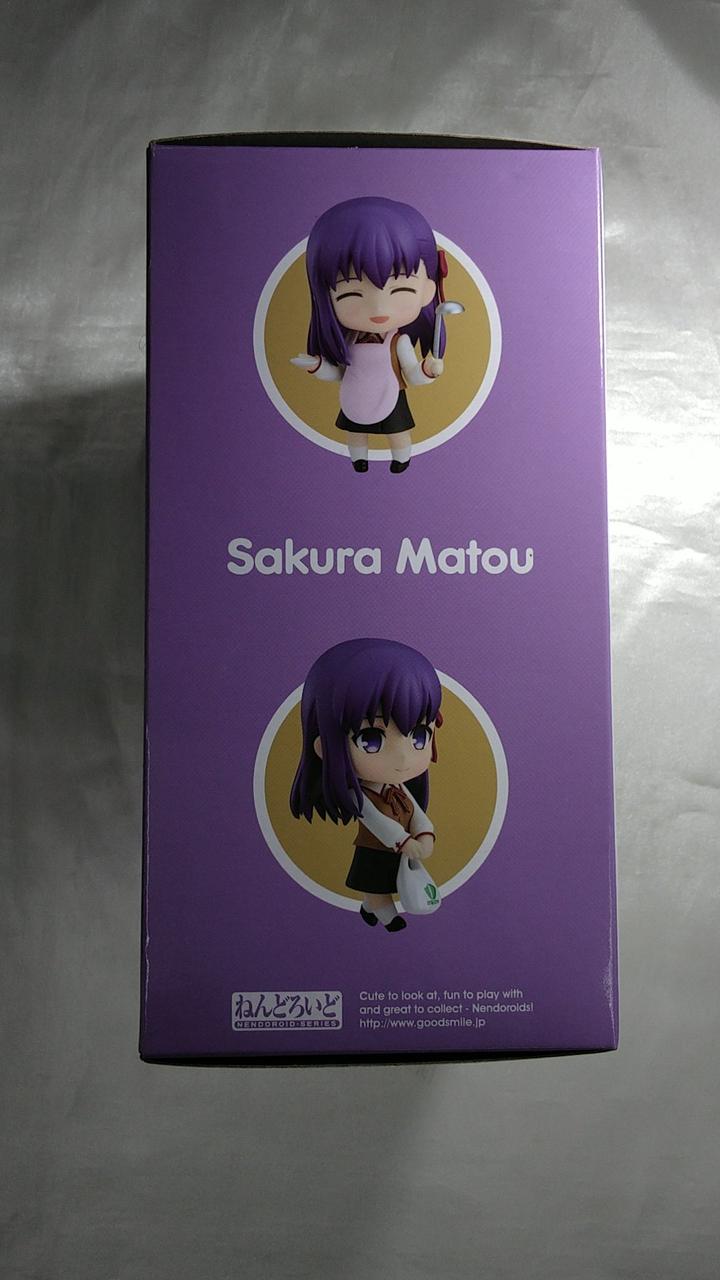 Sakura Matou
ねんどろいど
NENDOROID·SERIES
Cute to look at, fun to play with
and great to collect - Nendoroids!
http://www.goodsmile.jp